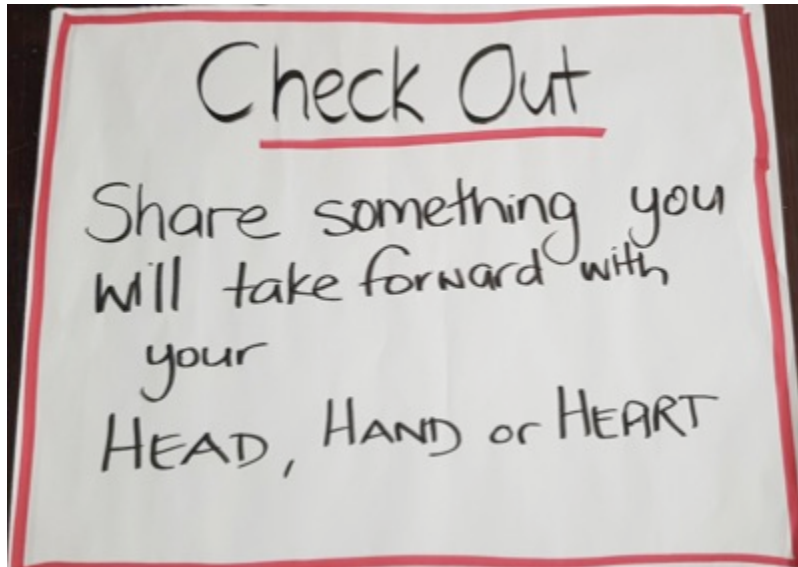 Check Out
Share something you
will take forward with
your
HEAD, HAND or HEART